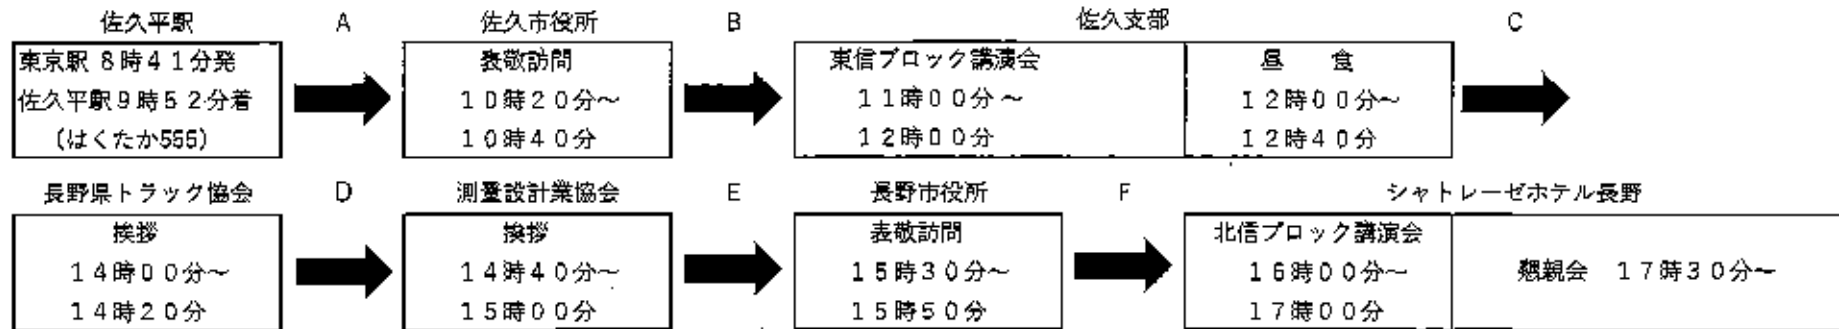 佐久平駅 A 佐久市役所 B 佐久支部 C
東京駅 8時41分発 表敬訪問 東信ブロック講演会 昼 食
佐久平駅9時52分着 10時20分～ 11時00分～ 12時00分～
(はくたか555) 10時40分 12時00分 12時40分
長野県トラック協会 D 測量設計業協会 E 長野市役所 F シャトレーゼホテル長野
挨拶 挨拶 表敬訪問 北信ブロック講演会
14時00分～ 14時40分～ 15時30分～ 16時00分～ 懇親会 17時30分～
14時20分 15時00分 15時50分 17時00分